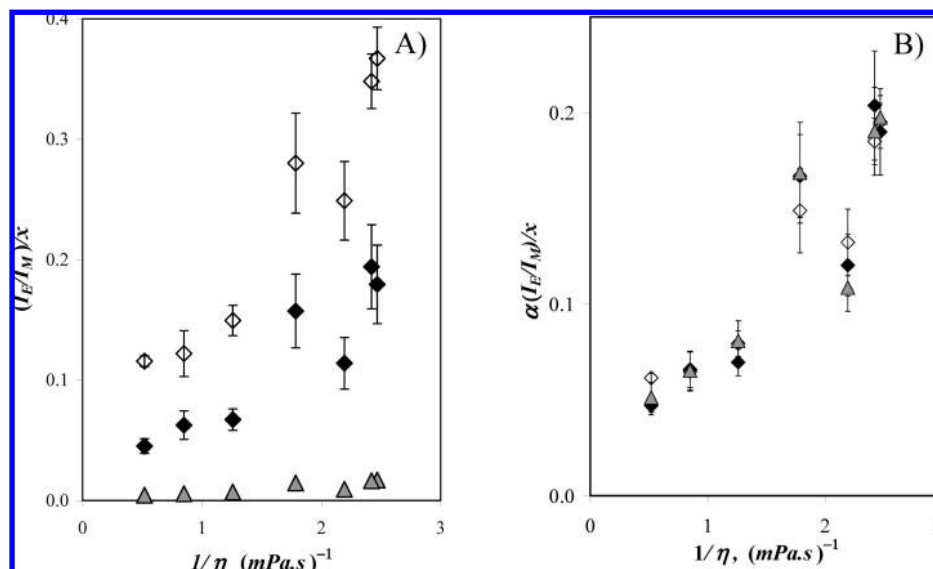 A)
0.4
0.3
0.2
0.1
0.0
(I_E/I_M)/x
0 1 2 3
1/η, (mPa.s)⁻¹
B)
0.2
0.1
0.0
α(I_E/I_M)/x
0 1 2 3
1/η, (mPa.s)⁻¹